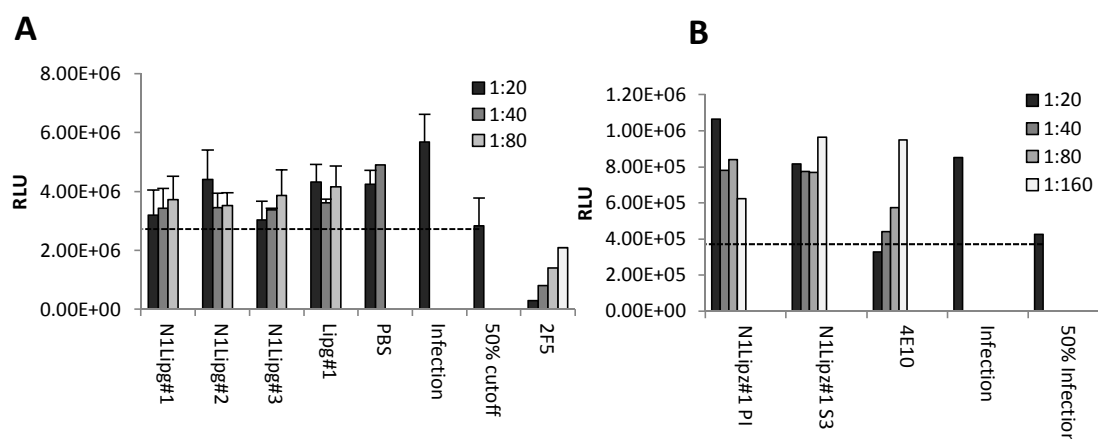 A
8.00E+06
6.00E+06
4.00E+06
2.00E+06
0.00E+00
RLU
1:20
1:40
1:80
N1Lipg#1
N1Lipg#2
N1Lipg#3
Lipg#1
PBS
Infection
50% cutoff
2F5
B
1.20E+06
1.00E+06
8.00E+05
6.00E+05
4.00E+05
2.00E+05
0.00E+00
RLU
1:20
1:40
1:80
1:160
N1Lipz#1 PI
N1Lipz#1 S3
4E10
Infection
50% Infection